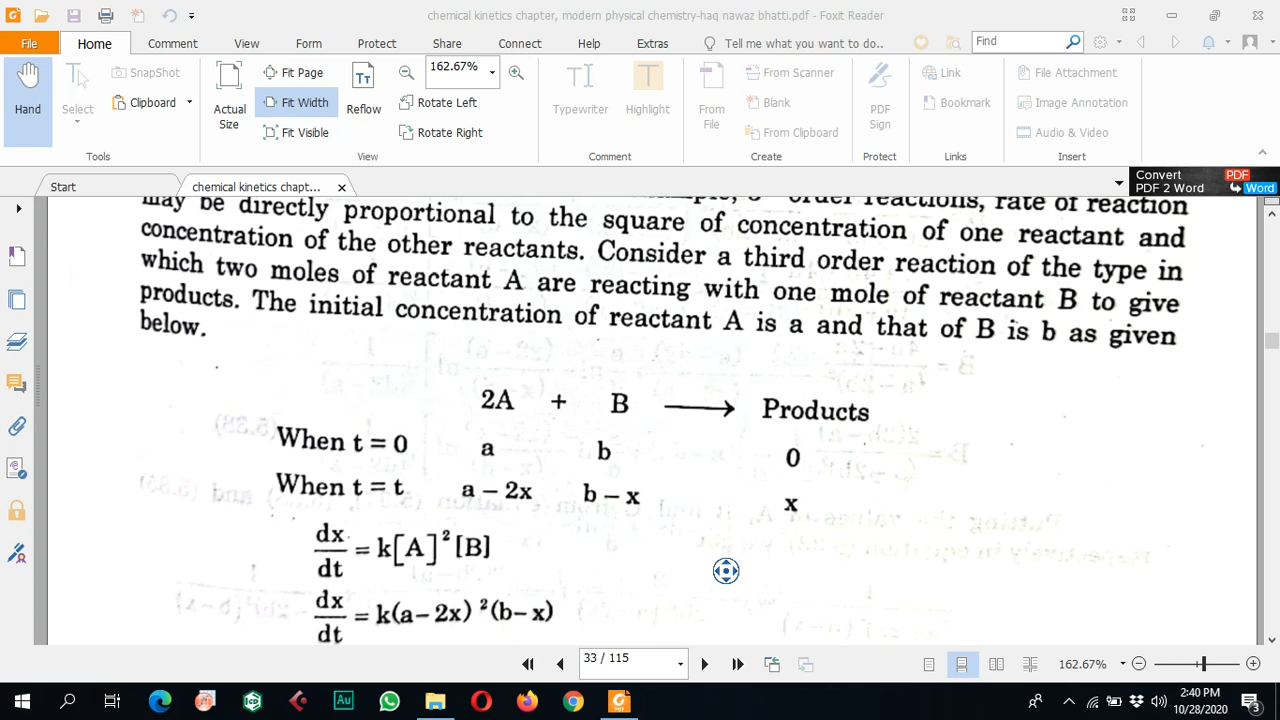 chemical kinetics chapter, modern physical chemistry-haq nawaz bhatti.pdf - Foxit Reader
File Home Comment View Form Protect Share Connect Help Extras Tell me what you want to do.. Find
Hand
Select
SnapShot
Clipboard
Tools
Actual Size
Fit Page
Fit Width
Fit Visible
Reflow
162.67%
Rotate Left
Rotate Right
View
Typewriter
Highlight
Comment
From File
From Scanner
Blank
From Clipboard
Create
PDF Sign
Protect
Link
Bookmark
Links
File Attachment
Image Annotation
Audio & Video
Insert
Start
chemical kinetics chapt...
Convert PDF
PDF 2 Word Word
order reactions, rate of reaction
may be directly proportional to the square of concentration of one reactant and
concentration of the other reactants. Consider a third order reaction of the type in
which two moles of reactant A are reacting with one mole of reactant B to give
products. The initial concentration of reactant A is a and that of B is b as given
below.
2A + B ⟶ Products
When t = 0 a b 0
When t = t a – 2x b – x x
dx/dt = k[A]² [B]
dx/dt = k(a– 2x) ²(b– x)
33 / 115
162.67%
Au
2:40 PM
10/28/2020
3